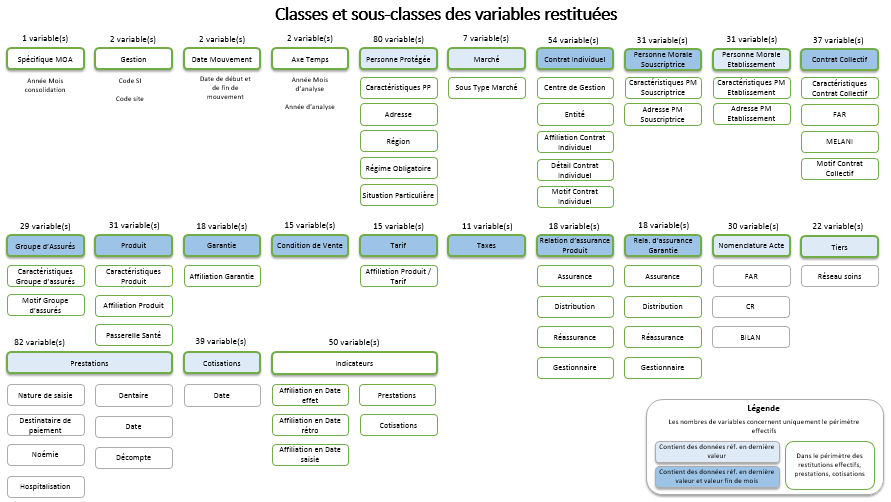 Classes et sous-classes des variables restituées
1 variable(s)
2 variable(s)
2 variable(s)
2 variable(s)
80 variable(s)
7 variable(s)
54 variable(s)
31 variable(s)
31 variable(s)
37 variable(s)
Spécifique MOA
Gestion
Date Mouvement
Axe Temps
Personne Protégée
Marché
Contrat Individuel
Personne Morale
Souscriptrice
Personne Morale
Etablissement
Contrat Collectif
Année Mois
consolidation
Code SI
Code site
Date de début et
de fin de
mouvement
Année Mois
d'analyse
Année d'analyse
Caractéristiques PP
Adresse
Région
Régime Obligatoire
Situation Particulière
Sous Type Marché
Centre de Gestion
Entité
Affiliation Contrat
Individuel
Détail Contrat
Individuel
Motif Contrat
Individuel
Caractéristiques PM
Souscriptrice
Adresse PM
Souscriptrice
Caractéristiques PM
Etablissement
Adresse PM
Etablissement
Caractéristiques
Contrat Collectif
FAR
MELANI
Motif Contrat
Collectif
29 variable(s)
31 variable(s)
18 variable(s)
15 variable(s)
15 variable(s)
11 variable(s)
18 variable(s)
18 variable(s)
30 variable(s)
22 variable(s)
Groupe d'Assurés
Produit
Garantie
Condition de Vente
Tarif
Taxes
Relation d'assurance
Produit
Rela. d'assurance
Garantie
Nomenclature Acte
Tiers
Caractéristiques
Groupe d'assurés
Motif Groupe
d'assurés
Caractéristiques
Produit
Affiliation Produit
Passerelle Santé
Affiliation Garantie
Affiliation Produit /
Tarif
Assurance
Distribution
Réassurance
Gestionnaire
Assurance
Distribution
Réassurance
Gestionnaire
FAR
CR
BILAN
Réseau soins
82 variable(s)
39 variable(s)
50 variable(s)
Prestations
Cotisations
Indicateurs
Nature de saisie
Destinataire de
paiement
Noémie
Hospitalisation
Dentaire
Date
Décompte
Date
Affiliation en Date
effet
Affiliation en Date
rétro
Affiliation en Date
saisie
Prestations
Cotisations
Légende
Les nombres de variables concernent uniquement le périmètre
effectifs
Contient des données réf. en dernière
valeur
Contient des données réf. en dernière
valeur et valeur fin de mois
Dans le périmètre des
restitutions effectifs,
prestations, cotisations